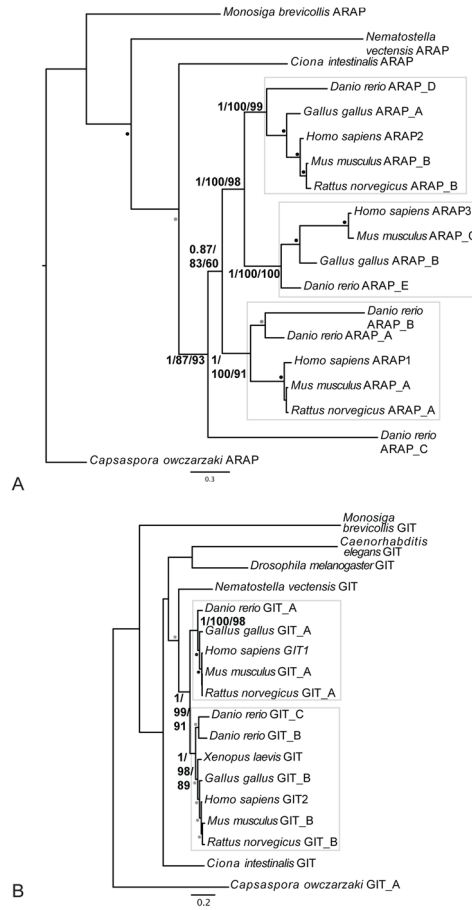 Monosiga brevicollis ARAP
Nematostella
vectensis ARAP
Ciona intestinalis ARAP
Danio rerio ARAP_D
1/100/99
Gallus gallus ARAP_A
Homo sapiens ARAP2
Mus musculus ARAP_B
1/100/98
Rattus norvegicus ARAP_B
Homo sapiens ARAP3
Mus musculus ARAP_C
0.87/
83/60
Gallus gallus ARAP_B
1/100/100
Danio rerio ARAP_E
Danio rerio
ARAP_B
Danio rerio ARAP_A
1/87/93
1/
100/91
Homo sapiens ARAP1
Mus musculus ARAP_A
Rattus norvegicus ARAP_A
Danio rerio
ARAP_C
Capsaspora owczarzaki ARAP
0.3
A
Monosiga
brevicollis GIT
Caenorhabditis
elegans GIT
Drosophila melanogaster GIT
Nematostella vectensis GIT
Danio rerio GIT_A
1/100/98
Gallus gallus GIT_A
Homo sapiens GIT1
Mus musculus GIT_A
Rattus norvegicus GIT_A
1/
99/
91
Danio rerio GIT_C
Danio rerio GIT_B
1/
98/
89
Xenopus laevis GIT
Gallus gallus GIT_B
Homo sapiens GIT2
Mus musculus GIT_B
Rattus norvegicus GIT_B
Ciona intestinalis GIT
Capsaspora owczarzaki GIT_A
0.2
B